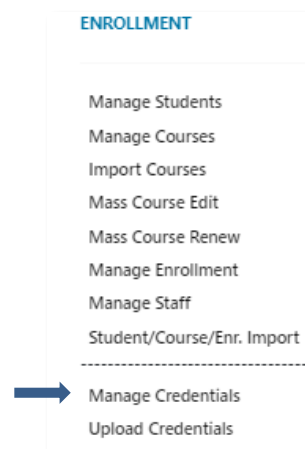 ENROLLMENT
Manage Students
Manage Courses
Import Courses
Mass Course Edit
Mass Course Renew
Manage Enrollment
Manage Staff
Student/Course/Enr. Import
Manage Credentials
Upload Credentials